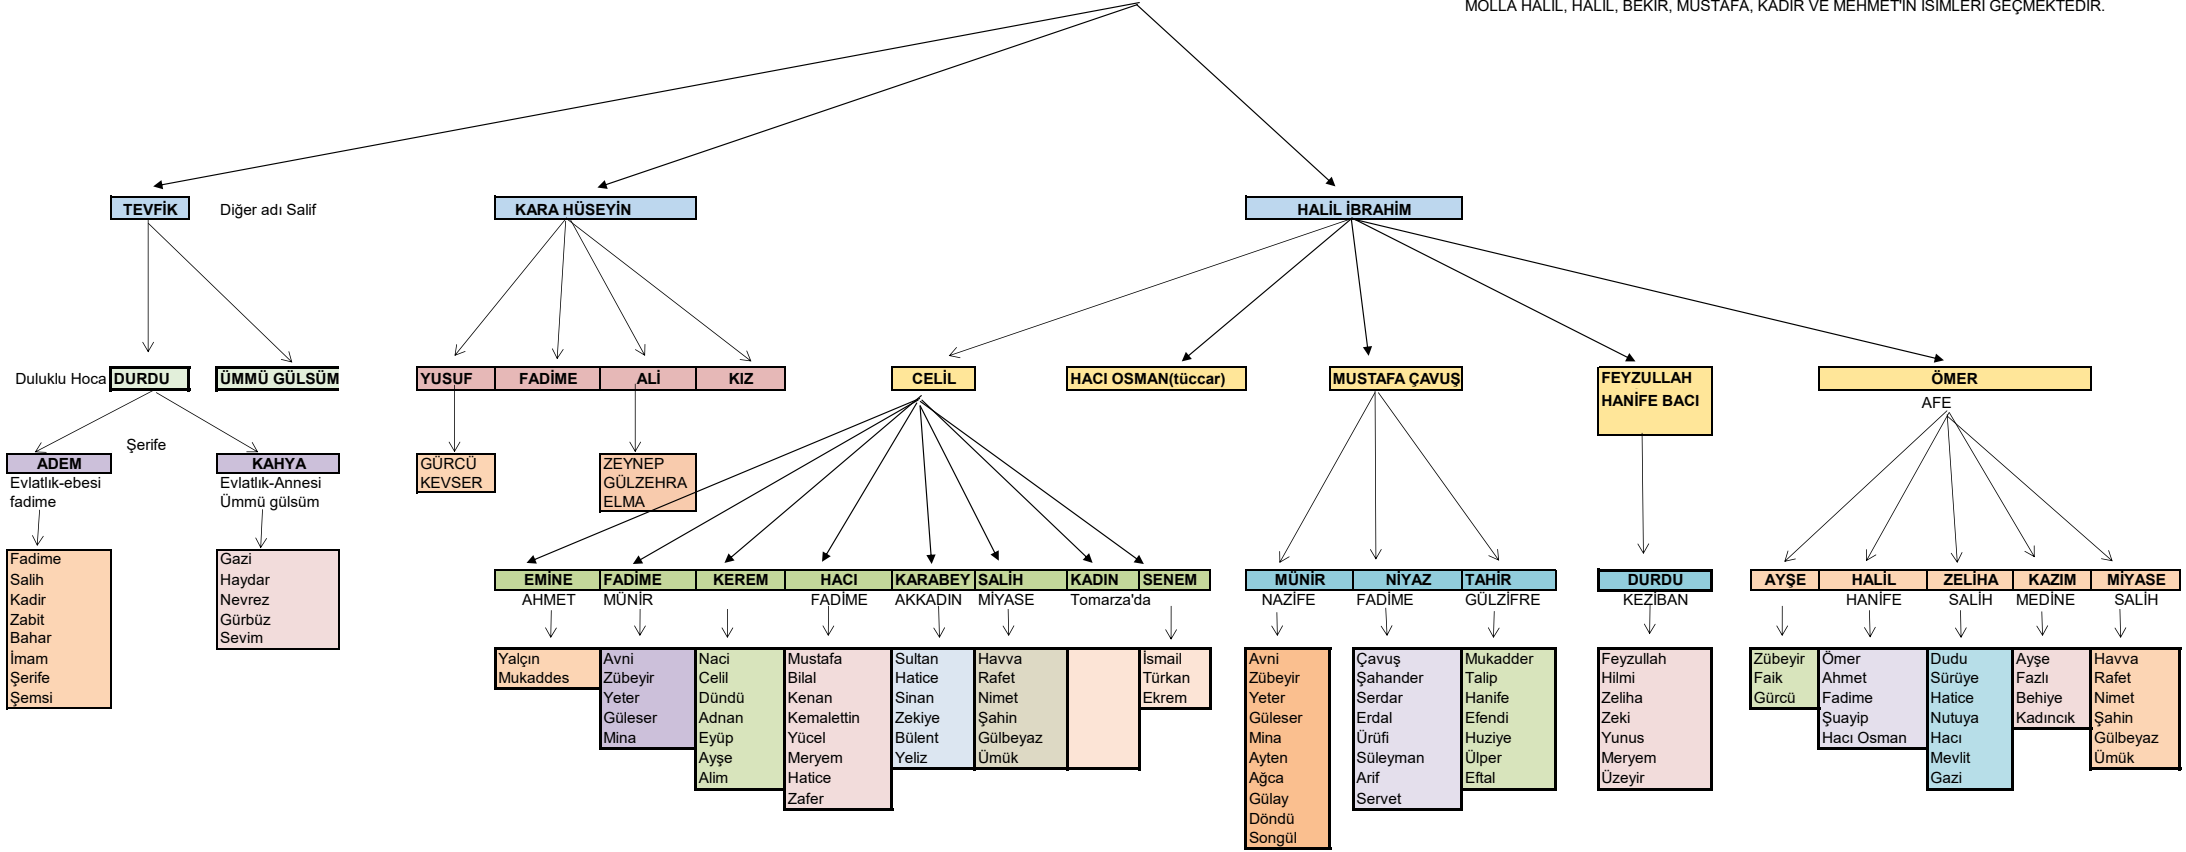 MOLLA HALİL, HALİL, BEKİR, MUSTAFA, KADİR VE MEHMET'İN İSİMLERİ GEÇMEKTEDİR.
TEVFİK
Diğer adı Salif
KARA HÜSEYİN
HALİL İBRAHİM
Duluklu Hoca
DURDU
ÜMMÜ GÜLSÜM
YUSUF
FADİME
ALİ
KIZ
CELİL
HACI OSMAN(tüccar)
MUSTAFA ÇAVUŞ
FEYZULLAH
HANİFE BACI
ÖMER
AFE
Şerife
ADEM
Evlatlık-ebesi
fadime
KAHYA
Evlatlık-Annesi
Ümmü gülsüm
GÜRCÜ
KEVSER
ZEYNEP
GÜLZEHRA
ELMA
Fadime
Salih
Kadir
Zabit
Bahar
İmam
Şerife
Şemsi
Gazi
Haydar
Nevrez
Gürbüz
Sevim
EMİNE
AHMET
FADİME
MÜNİR
KEREM
HACI
FADİME
KARABEY
AKKADIN
SALİH
MİYASE
KADIN
Tomarza'da
SENEM
MÜNİR
NAZİFE
NİYAZ
FADİME
TAHİR
GÜLZİFRE
DURDU
KEZİBAN
AYŞE
HALİL
HANİFE
ZELİHA
SALİH
KAZIM
MEDİNE
MİYASE
SALİH
Yalçın
Mukaddes
Avni
Zübeyir
Yeter
Güleser
Mina
Naci
Celil
Dündü
Adnan
Eyüp
Ayşe
Alim
Mustafa
Bilal
Kenan
Kemalettin
Yücel
Meryem
Hatice
Zafer
Sultan
Hatice
Sinan
Zekiye
Bülent
Yeliz
Havva
Rafet
Nimet
Şahin
Gülbeyaz
Ümük
İsmail
Türkan
Ekrem
Avni
Zübeyir
Yeter
Güleser
Mina
Ayten
Ağca
Gülay
Döndü
Songül
Çavuş
Şahander
Serdar
Erdal
Ürüfi
Süleyman
Arif
Servet
Mukadder
Talip
Hanife
Efendi
Huziye
Ülper
Eftal
Feyzullah
Hilmi
Zeliha
Zeki
Yunus
Meryem
Üzeyir
Zübeyir
Faik
Gürcü
Ömer
Ahmet
Fadime
Şuayip
Hacı Osman
Dudu
Sürüye
Hatice
Nutuya
Hacı
Mevlit
Gazi
Ayşe
Fazlı
Behiye
Kadıncık
Havva
Rafet
Nimet
Şahin
Gülbeyaz
Ümük